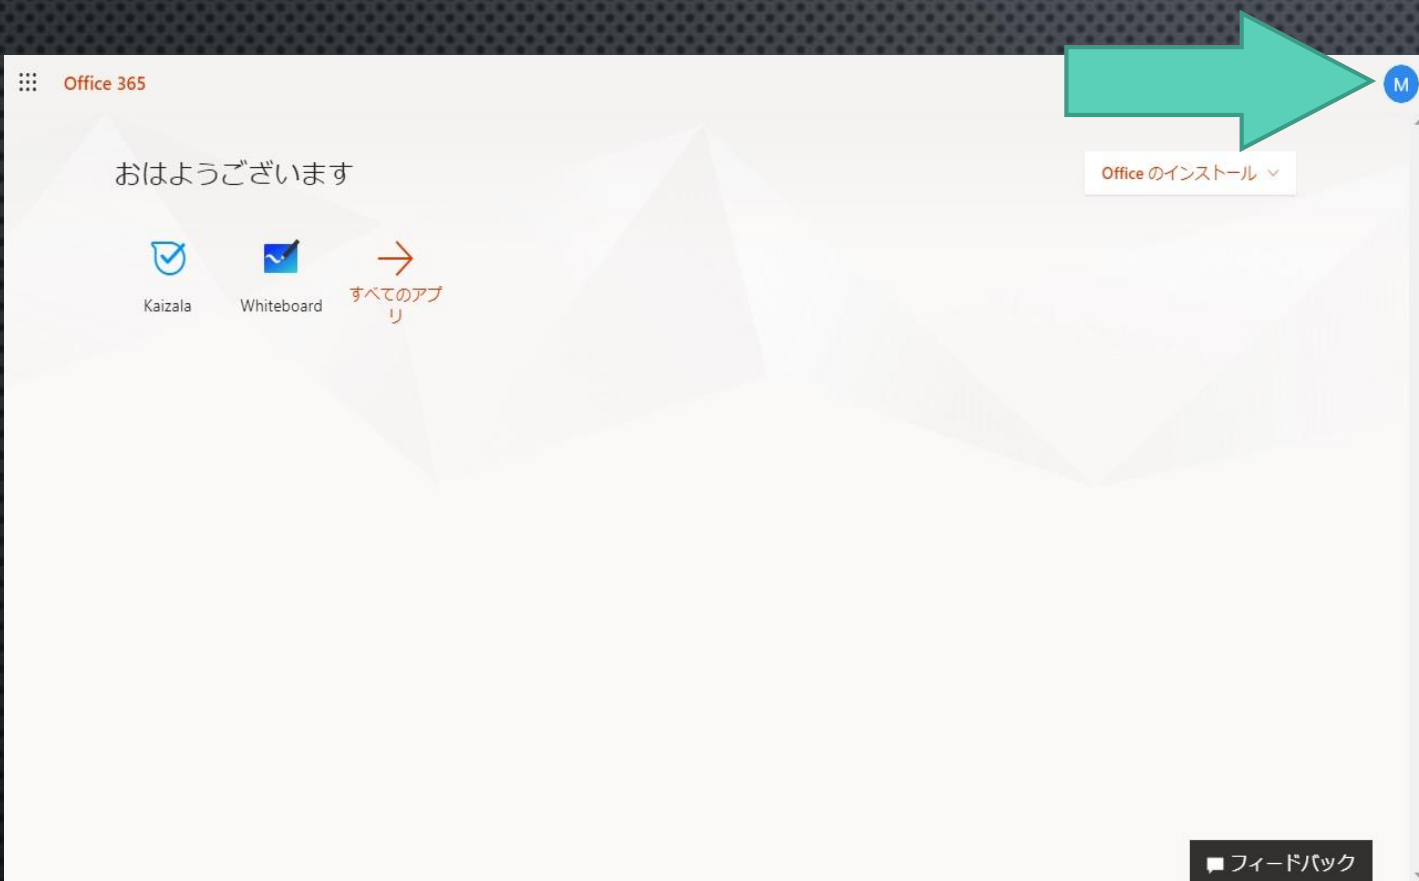 Office 365
M
おはようございます
Office のインストール
Kaizala
Whiteboard
すべてのアプ
リ
フィードバック